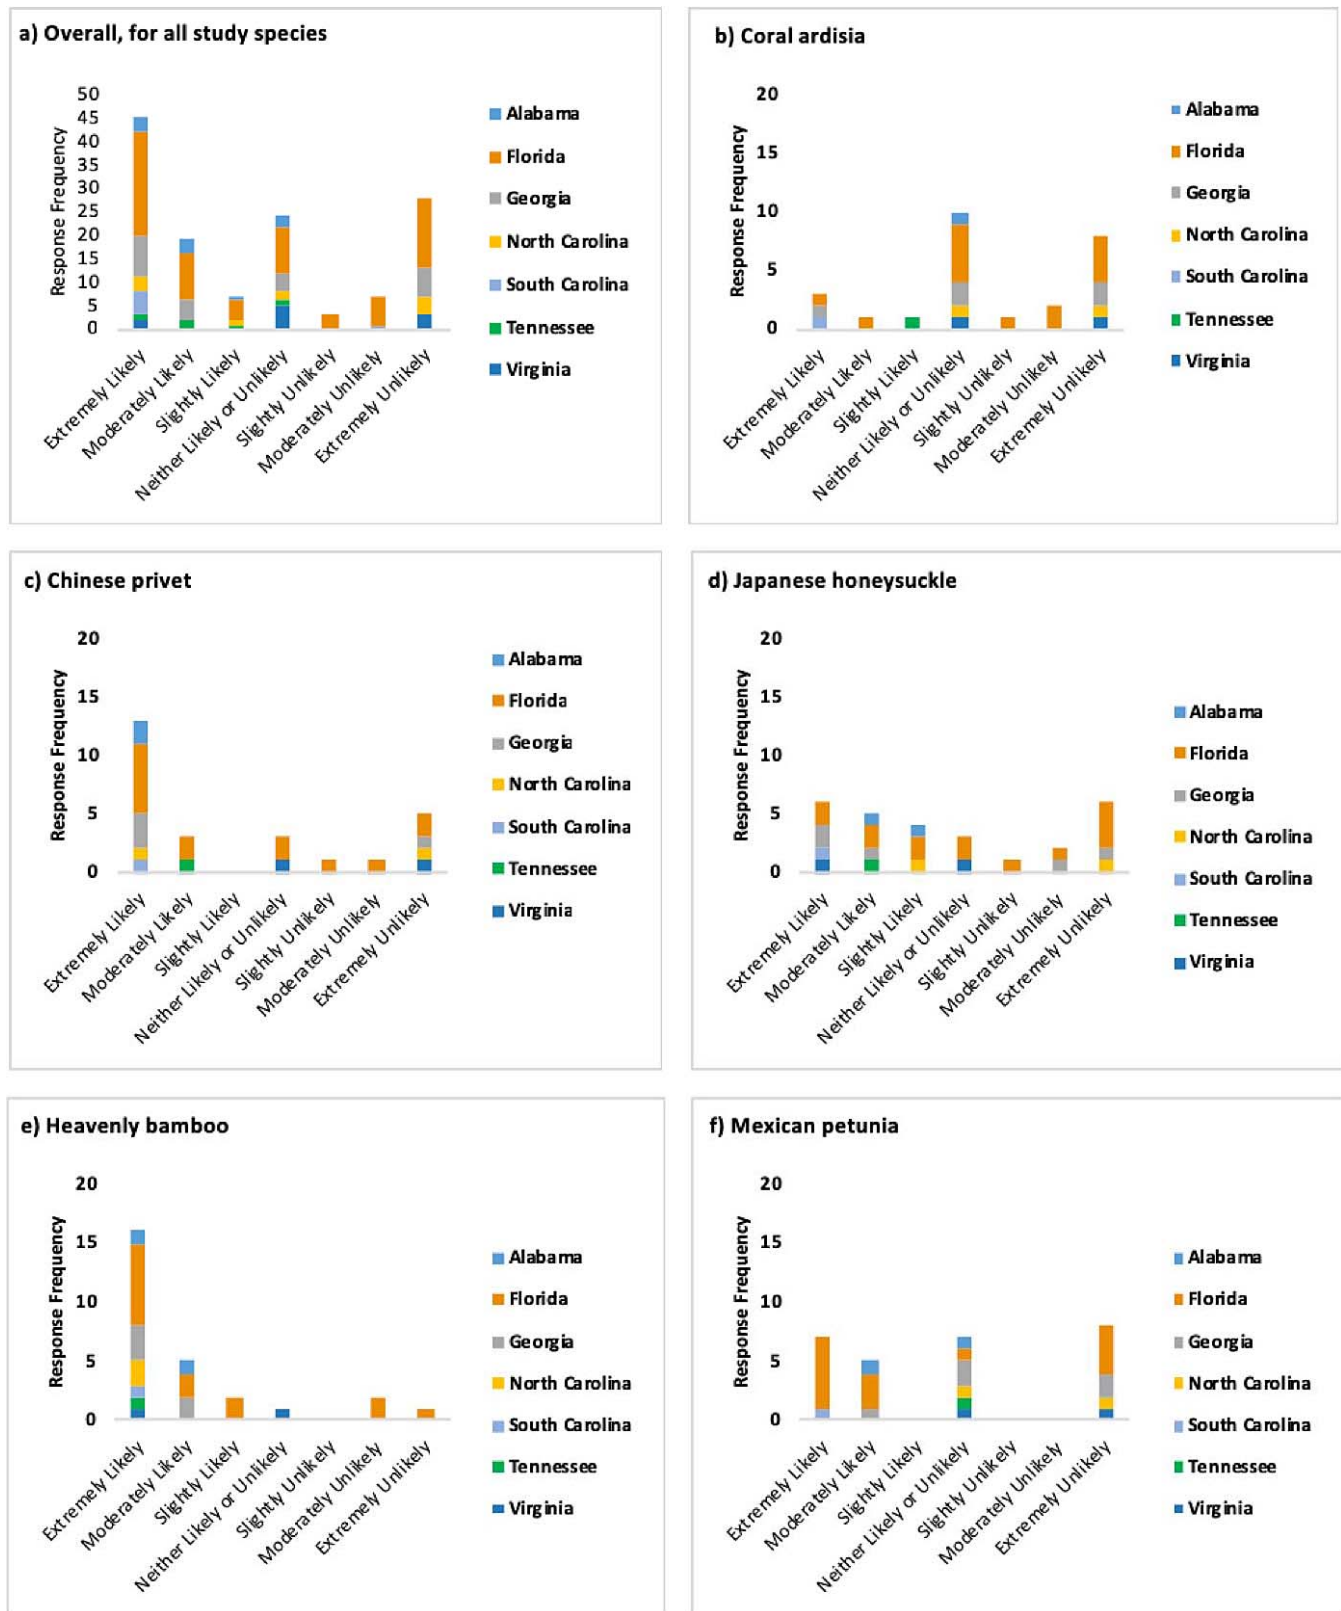 a) Overall, for all study species
50
45
40
35
30
25
20
15
10
5
0
Response Frequency
Extremely Likely
Moderately Likely
Slightly Likely
Neither Likely or Unlikely
Slightly Unlikely
Moderately Unlikely
Extremely Unlikely
Alabama
Florida
Georgia
North Carolina
South Carolina
Tennessee
Virginia
b) Coral ardisia
20
15
10
5
0
Response Frequency
Extremely Likely
Moderately Likely
Slightly Likely
Neither Likely or Unlikely
Slightly Unlikely
Moderately Unlikely
Extremely Unlikely
Alabama
Florida
Georgia
North Carolina
South Carolina
Tennessee
Virginia
c) Chinese privet
20
15
10
5
0
Response Frequency
Extremely Likely
Moderately Likely
Slightly Likely
Neither Likely or Unlikely
Slightly Unlikely
Moderately Unlikely
Extremely Unlikely
Alabama
Florida
Georgia
North Carolina
South Carolina
Tennessee
Virginia
d) Japanese honeysuckle
20
15
10
5
0
Response Frequency
Extremely Likely
Moderately Likely
Slightly Likely
Neither Likely or Unlikely
Slightly Unlikely
Moderately Unlikely
Extremely Unlikely
Alabama
Florida
Georgia
North Carolina
South Carolina
Tennessee
Virginia
e) Heavenly bamboo
20
15
10
5
0
Response Frequency
Extremely Likely
Moderately Likely
Slightly Likely
Neither Likely or Unlikely
Slightly Unlikely
Moderately Unlikely
Extremely Unlikely
Alabama
Florida
Georgia
North Carolina
South Carolina
Tennessee
Virginia
f) Mexican petunia
20
15
10
5
0
Response Frequency
Extremely Likely
Moderately Likely
Slightly Likely
Neither Likely or Unlikely
Slightly Unlikely
Moderately Unlikely
Extremely Unlikely
Alabama
Florida
Georgia
North Carolina
South Carolina
Tennessee
Virginia